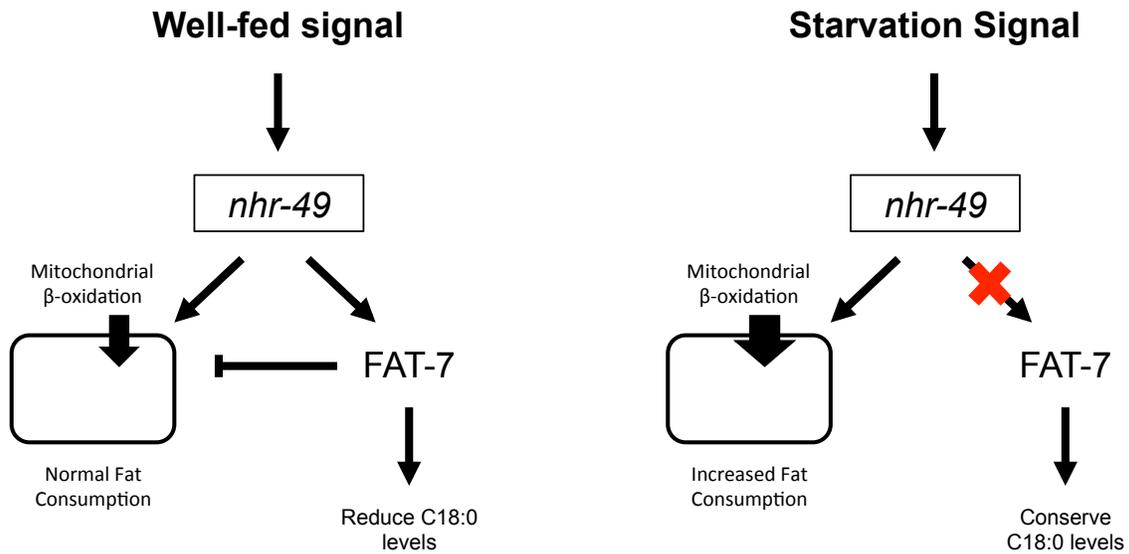 Well-fed signal
nhr-49
Mitochondrial
β-oxidation
FAT-7
Normal Fat
Consumption
Reduce C18:0
levels
Starvation Signal
nhr-49
Mitochondrial
β-oxidation
FAT-7
Increased Fat
Consumption
Conserve
C18:0 levels